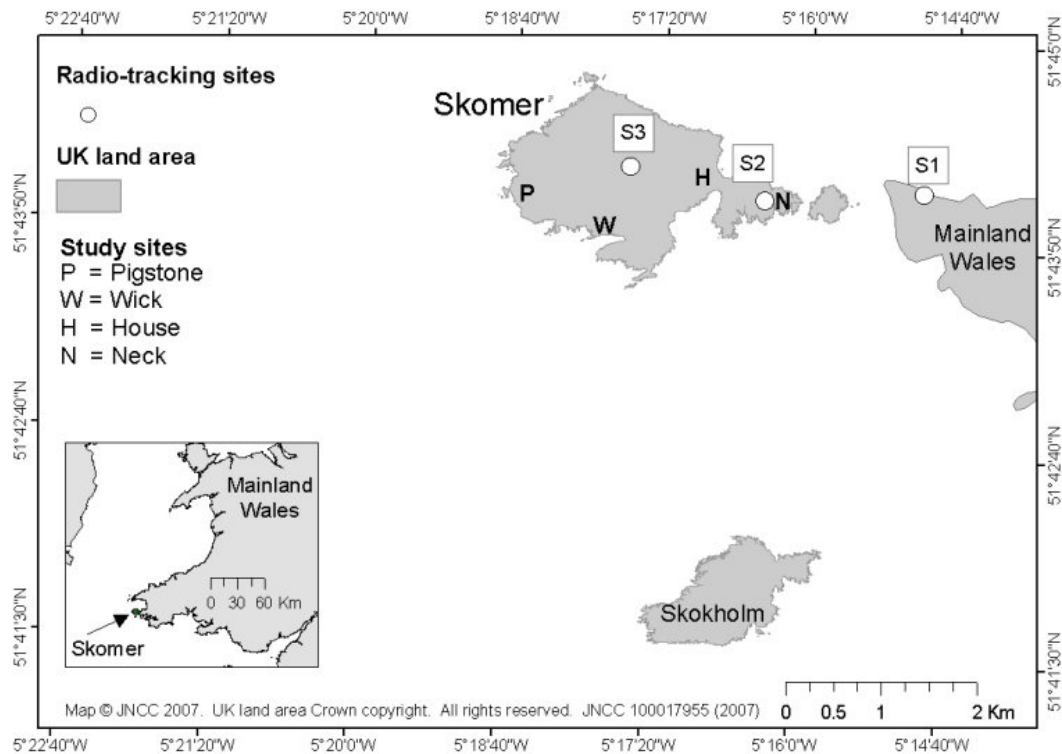 5°22'40"W 5°21'20"W 5°20'0"W 5°18'40"W 5°17'20"W 5°16'0"W 5°14'40"W
51°45'0"N
Radio-tracking sites
Skomer
S3
S2
S1
UK land area
H
P
N
51°43'50"N
W
Mainland
Wales
51°43'50"N
Study sites
P = Pigstone
W = Wick
H = House
N = Neck
51°42'40"N
51°42'40"N
Mainland
Wales
0 30 60 Km
Skomer
Skokholm
51°41'30"N
51°41'30"N
Map © JNCC 2007. UK land area Crown copyright. All rights reserved. JNCC 100017955 (2007)
0 0.5 1 2 Km
5°22'40"W 5°21'20"W 5°20'0"W 5°18'40"W 5°17'20"W 5°16'0"W 5°14'40"W